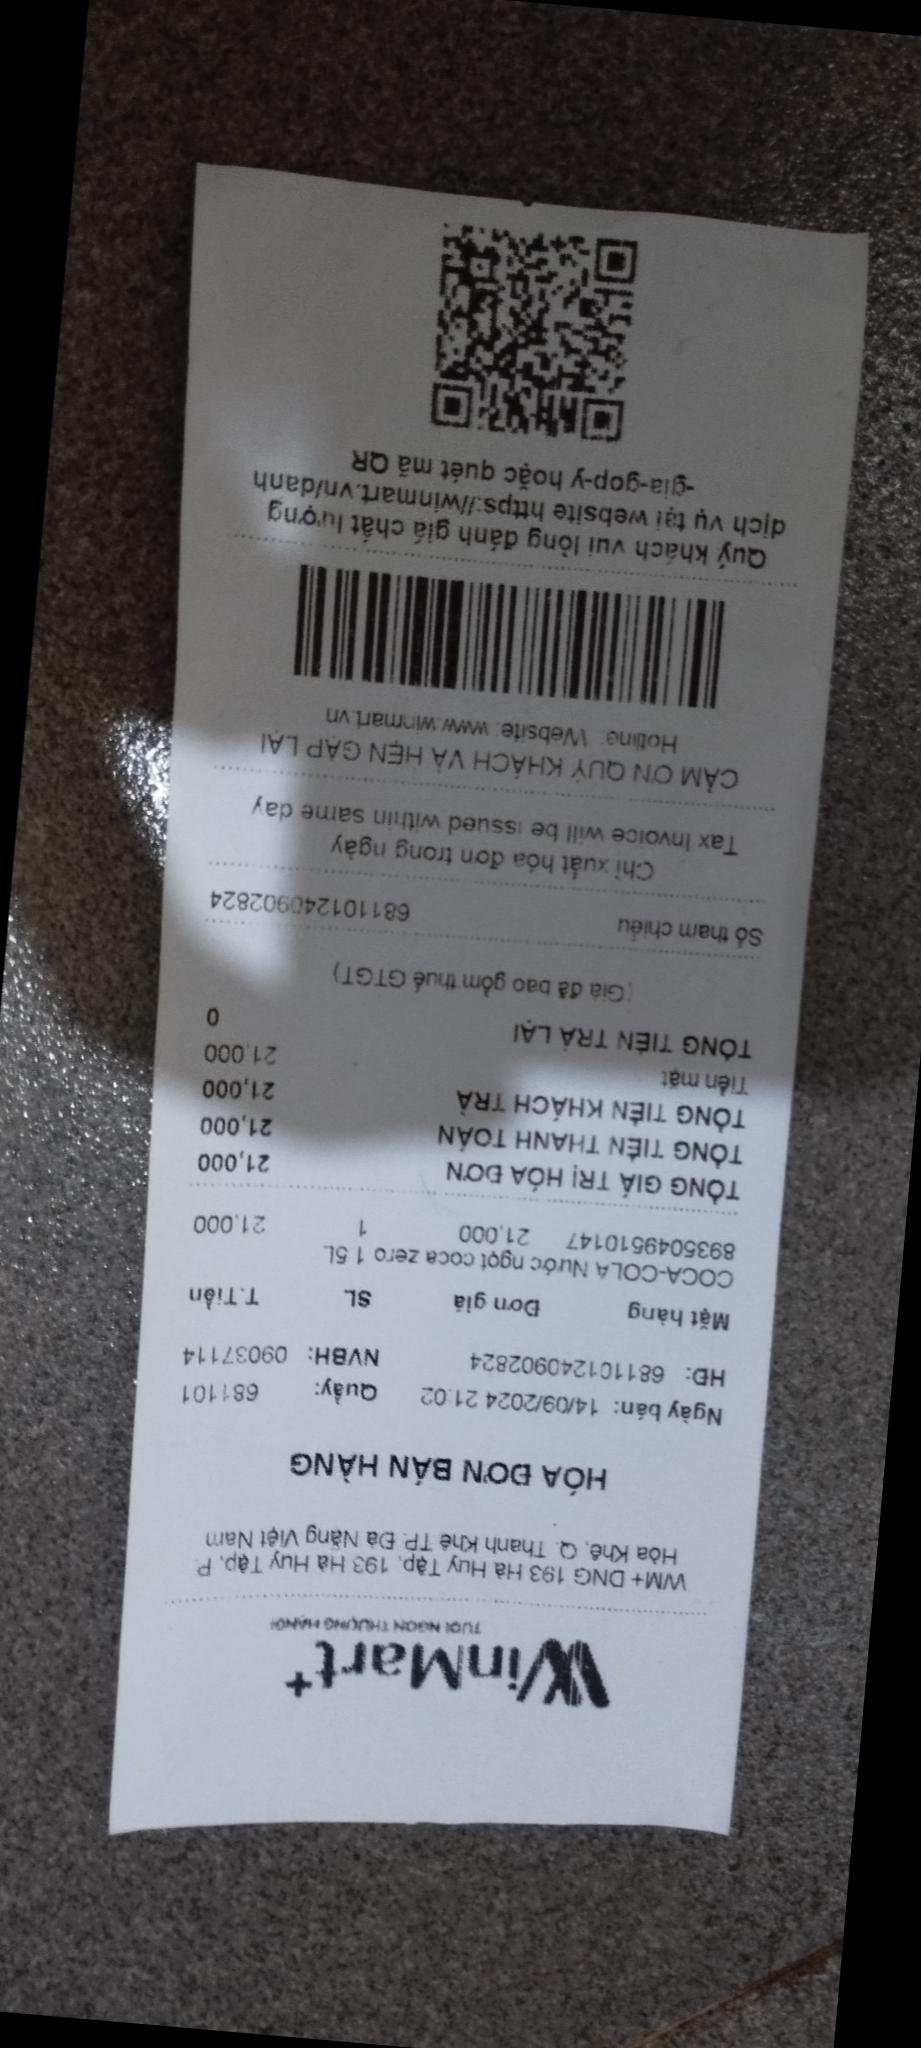 WinMart+
TƯƠI NGON THƯỢNG HẠNG!
WM+ DNG 193 Hà Huy Tập, 193 Hà Huy Tập, P.
Hòa Khê, Q. Thanh Khê TP. Đà Nẵng Việt Nam
HÓA ĐƠN BÁN HÀNG
Ngày bán: 14/09/2024 21:02 Quầy: 681101
HĐ: 681101240902824 NVBH: 09037114
Mặt hàng Đơn giá SL T.Tiền
COCA-COLA Nước ngọt coca zero 1.5L
8935049510147 21,000 1 21,000
TỔNG GIÁ TRỊ HÓA ĐƠN 21,000
TỔNG TIỀN THANH TOÁN 21,000
TỔNG TIỀN KHÁCH TRẢ 21,000
Tiền mặt 21,000
TỔNG TIỀN TRẢ LẠI 0
(Giá đã bao gồm thuế GTGT)
Số tham chiếu 681101240902824
Chỉ xuất hóa đơn trong ngày
Tax Invoice will be issued within same day
CẢM ƠN QUÝ KHÁCH VÀ HẸN GẶP LẠI
Hotline: Website: www.winmart.vn
Quý khách vui lòng đánh giá chất lượng
dịch vụ tại website https://winmart.vn/danh
-gia-gop-y hoặc quét mã QR